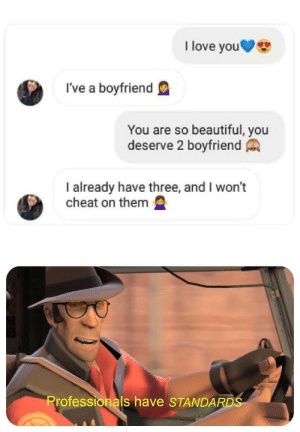 I love you💙😍
I've a boyfriend 🤷‍♀️
You are so beautiful, you
deserve 2 boyfriend 🙈
I already have three, and I won't
cheat on them 🙅‍♀️
Professionals have STANDARDS